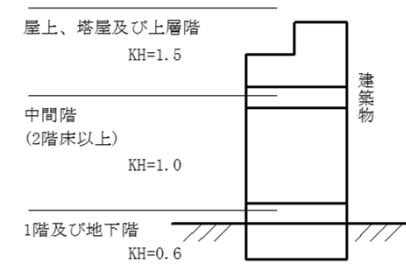 屋上、塔屋及び上層階
KH=1.5
中間階
(2階床以上)
KH=1.0
1階及び地下階
KH=0.6
建築物